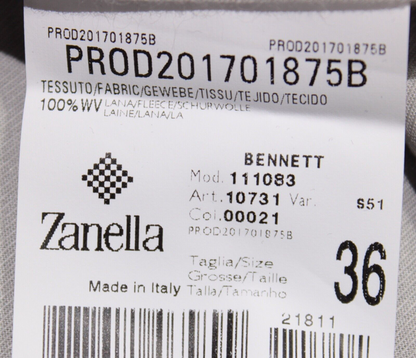 PROD201701875B
PROD201701875B
PROD201701875B
TESSUTO/FABRIC/GEWEBE/TISSU/TEJIDO/TECIDO
100%WV LANA/FLEECE/SCHURWOLLE
LAINE/LANA/LA
BENNETT
Mod. 111083
Art. 10731 Var. S51
Col. 00021
PROD201701875B
Zanella
Taglia/Size
Grosse/Taille
Talla/Tamanho
36
Made in Italy
21811